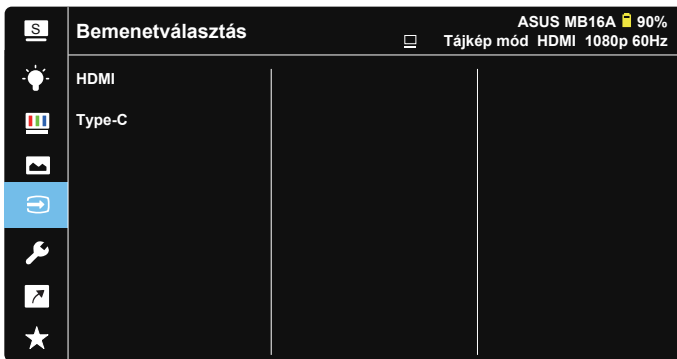 S
Bemenetválasztás
ASUS MB16A 90%
Tájkép mód HDMI 1080p 60Hz
HDMI
Type-C